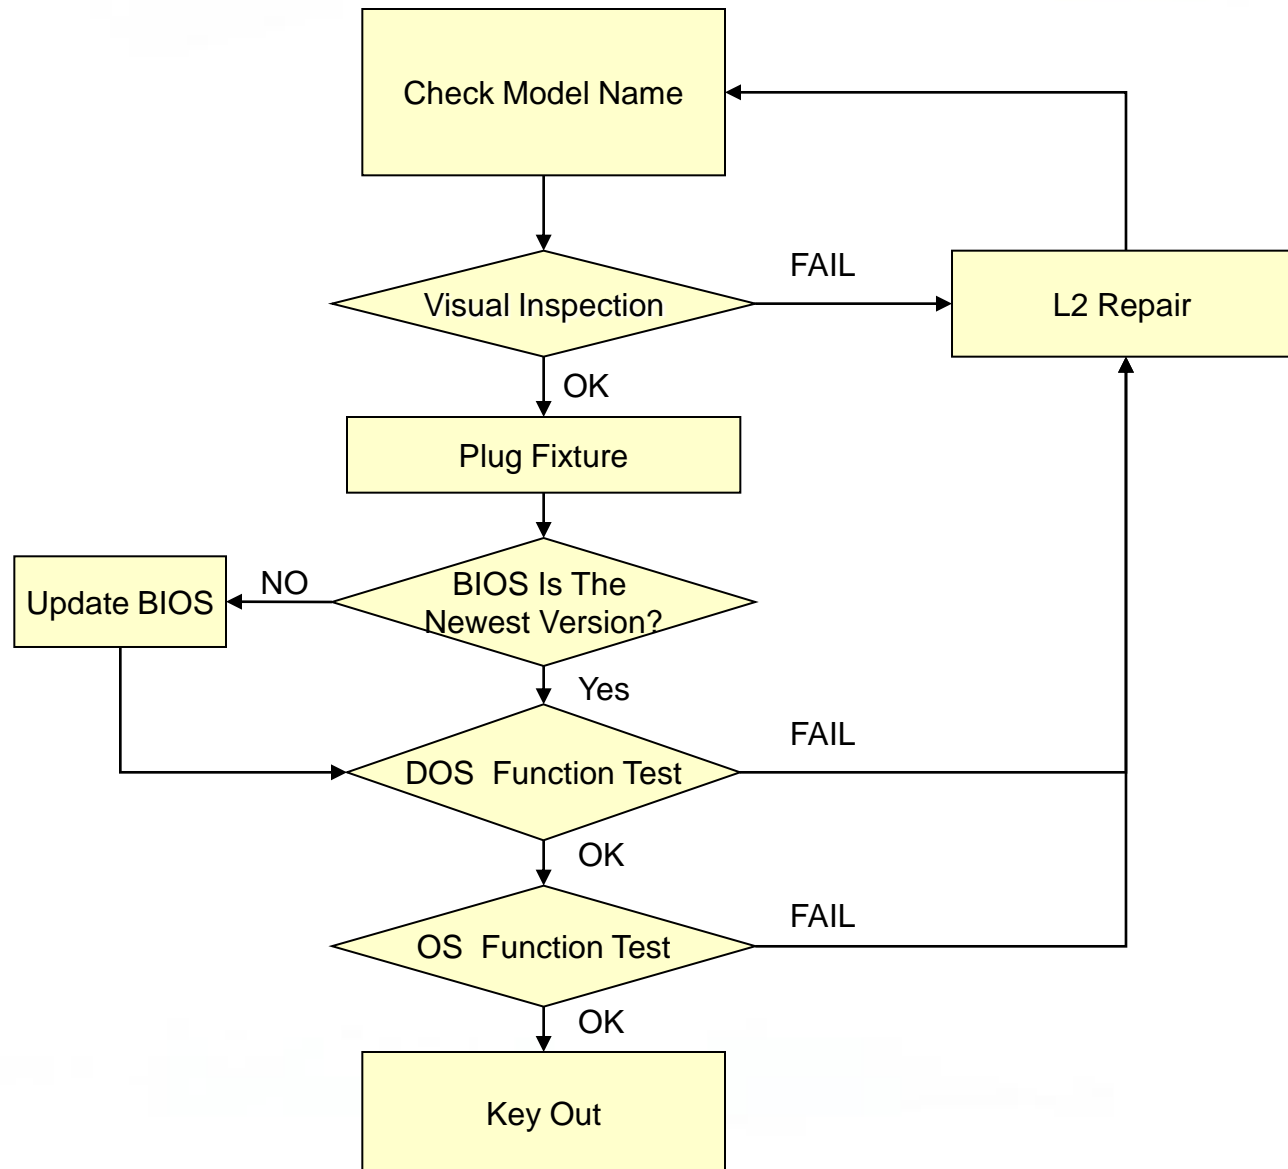 Check Model Name
FAIL
Visual Inspection
L2 Repair
OK
Plug Fixture
NO
BIOS Is The
Update BIOS
Newest Version?
Yes
FAIL
DOS  Function Test
OK
FAIL
OS  Function Test
OK
Key Out